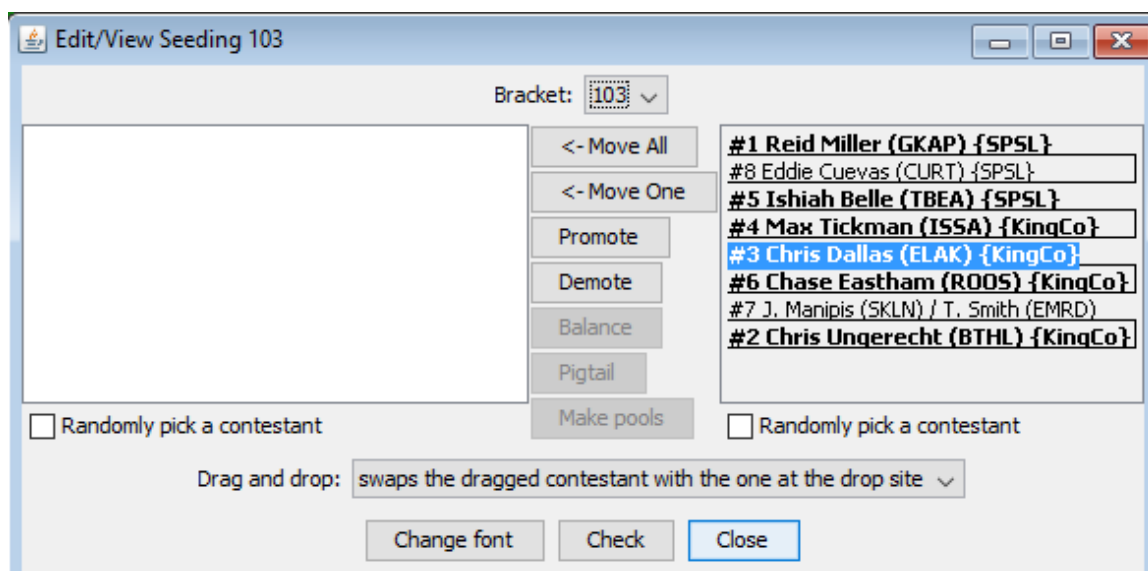 Edit/View Seeding 103
Bracket: 103
<- Move All
<- Move One
Promote
Demote
Balance
Pigtail
Make pools
#1 Reid Miller (GKAP) {SPSL}
#8 Eddie Cuevas (CURT) {SPSL}
#5 Ishiah Belle (TBEA) {SPSL}
#4 Max Tickman (ISSA) {KingCo}
#3 Chris Dallas (ELAK) {KingCo}
#6 Chase Eastham (ROOS) {KingCo}
#7 J. Manipis (SKLN) / T. Smith (EMRD)
#2 Chris Ungerecht (BTHL) {KingCo}
Randomly pick a contestant
Randomly pick a contestant
Drag and drop: swaps the dragged contestant with the one at the drop site
Change font
Check
Close